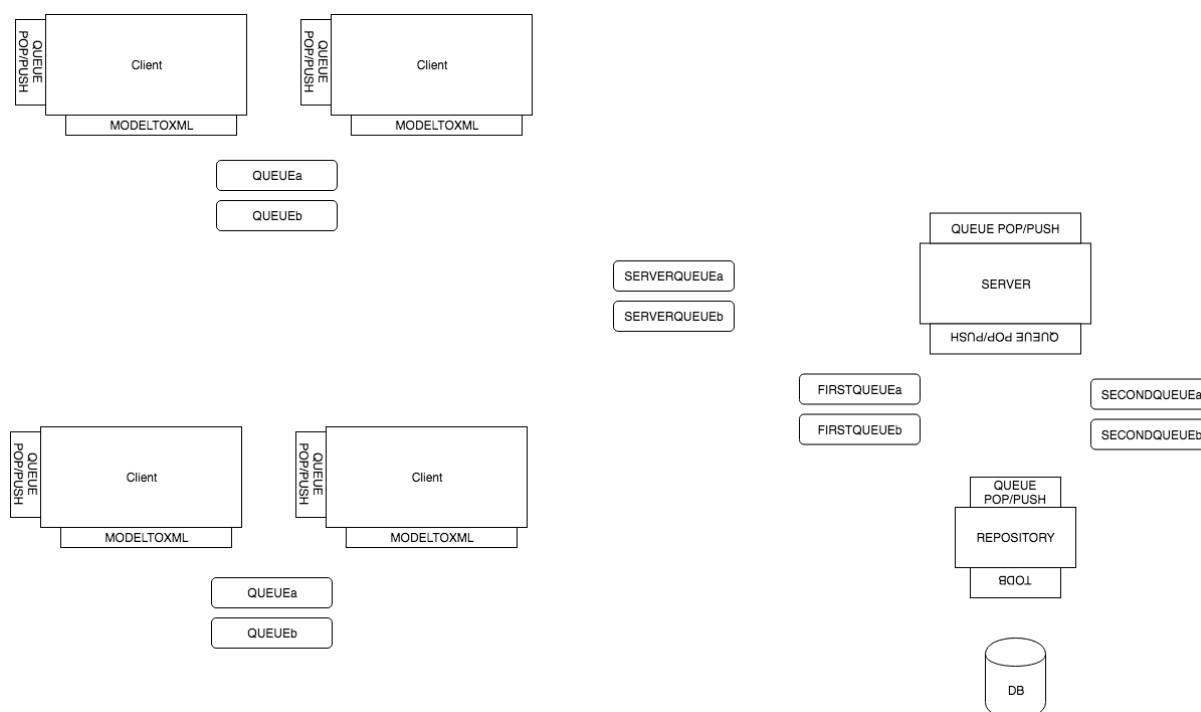 QUEUE
POP/PUSH
Client
MODELTOXML
QUEUE
POP/PUSH
Client
MODELTOXML
QUEUEa
QUEUEb
SERVERQUEUEa
SERVERQUEUEb
QUEUE POP/PUSH
SERVER
QUEUE POP/PUSH
FIRSTQUEUEa
FIRSTQUEUEb
SECONDQUEUEa
SECONDQUEUEb
QUEUE
POP/PUSH
Client
MODELTOXML
QUEUE
POP/PUSH
Client
MODELTOXML
QUEUEa
QUEUEb
QUEUE
POP/PUSH
REPOSITORY
TODB
DB